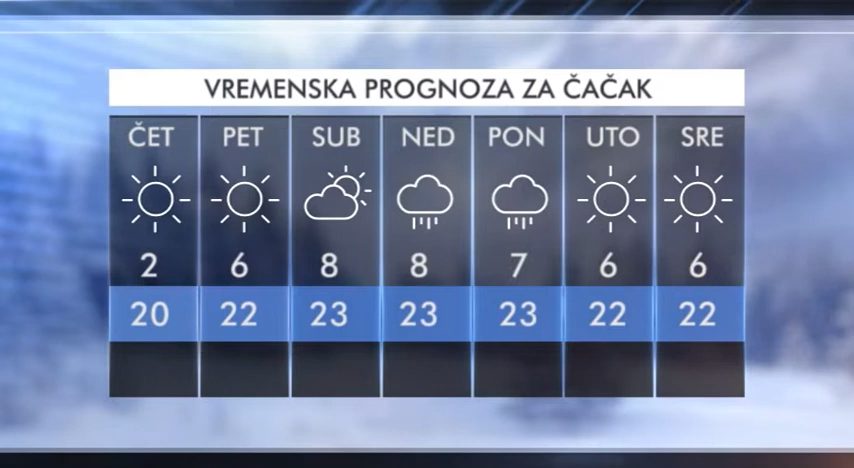 VREMENSKA PROGNOZA ZA ČAČAK
ČET PET SUB NED PON UTO SRE
2 6 8 8 7 6 6
20 22 23 23 23 22 22